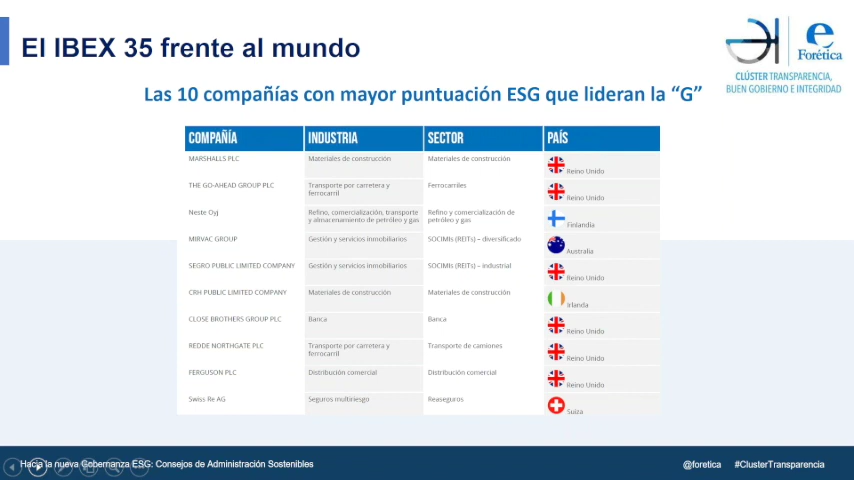 El IBEX 35 frente al mundo
e
Forética
CLÚSTER TRANSPARENCIA,
BUEN GOBIERNO E INTEGRIDAD
Las 10 compañías con mayor puntuación ESG que lideran la “G”
COMPAÑÍA INDUSTRIA SECTOR PAÍS
MARSHALLS PLC Materiales de construcción Materiales de construcción Reino Unido
THE GO-AHEAD GROUP PLC Transporte por carretera y Ferrocarriles
ferrocarril Reino Unido
Neste Oyj Refino, comercialización, transporte Refino y comercialización de
y almacenamiento de petróleo y gas petróleo y gas Finlandia
MIRVAC GROUP Gestión y servicios inmobiliarios SOCIMIs (REITs) – diversificado Australia
SEGRO PUBLIC LIMITED COMPANY Gestión y servicios inmobiliarios SOCIMIs (REITs) – industrial Reino Unido
CRH PUBLIC LIMITED COMPANY Materiales de construcción Materiales de construcción Irlanda
CLOSE BROTHERS GROUP PLC Banca Banca Reino Unido
REDDE NORTHGATE PLC Transporte por carretera y Transporte de camiones
ferrocarril Reino Unido
FERGUSON PLC Distribución comercial Distribución comercial Reino Unido
Swiss Re AG Seguros multiriesgo Reaseguros Suiza
Hacia la nueva Gobernanza ESG: Consejos de Administración Sostenibles
@foretica #ClusterTransparencia